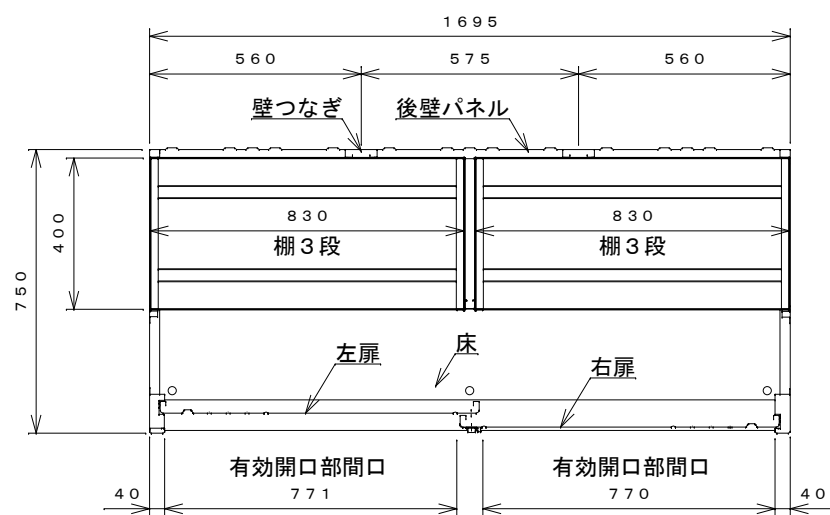 １６９５
５６０ ５７５ ５６０
壁つなぎ 後壁パネル
８３０ ８３０
棚３段 棚３段
４００
７５０
左扉 床 右扉
有効開口部間口 有効開口部間口
４０ ７７１ ７７０ ４０